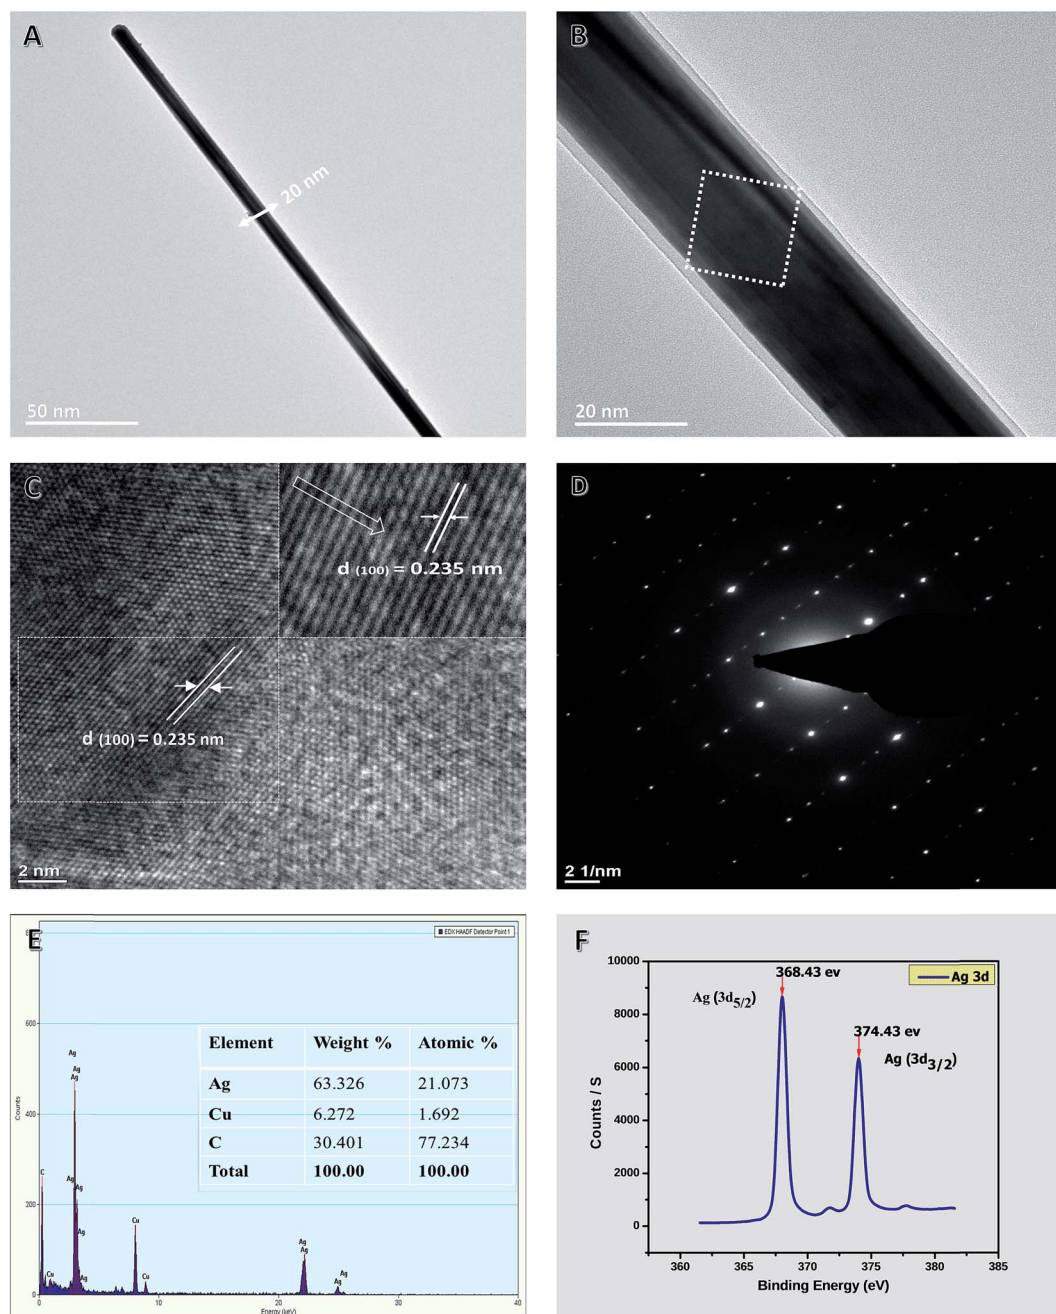 A
20 nm
50 nm
B
20 nm
C
d (100) = 0.235 nm
d (100) = 0.235 nm
2 nm
D
2 1/nm
E
EDX HAADF Detector Point 1
600
400
200
0
Counts
Ag
Ag
Ag
C
Ag
Ag
Ag
Ag
Cu
Cu
Cu
Ag
Ag
Ag
Ag
0
10
20
30
40
Energy (keV)
Element Weight % Atomic %
Ag 63.326 21.073
Cu 6.272 1.692
C 30.401 77.234
Total 100.00 100.00
F
10000
8000
6000
4000
2000
0
Counts / S
368.43 ev
Ag (3d5/2)
374.43 ev
Ag (3d3/2)
Ag 3d
360 365 370 375 380 385
Binding Energy (eV)